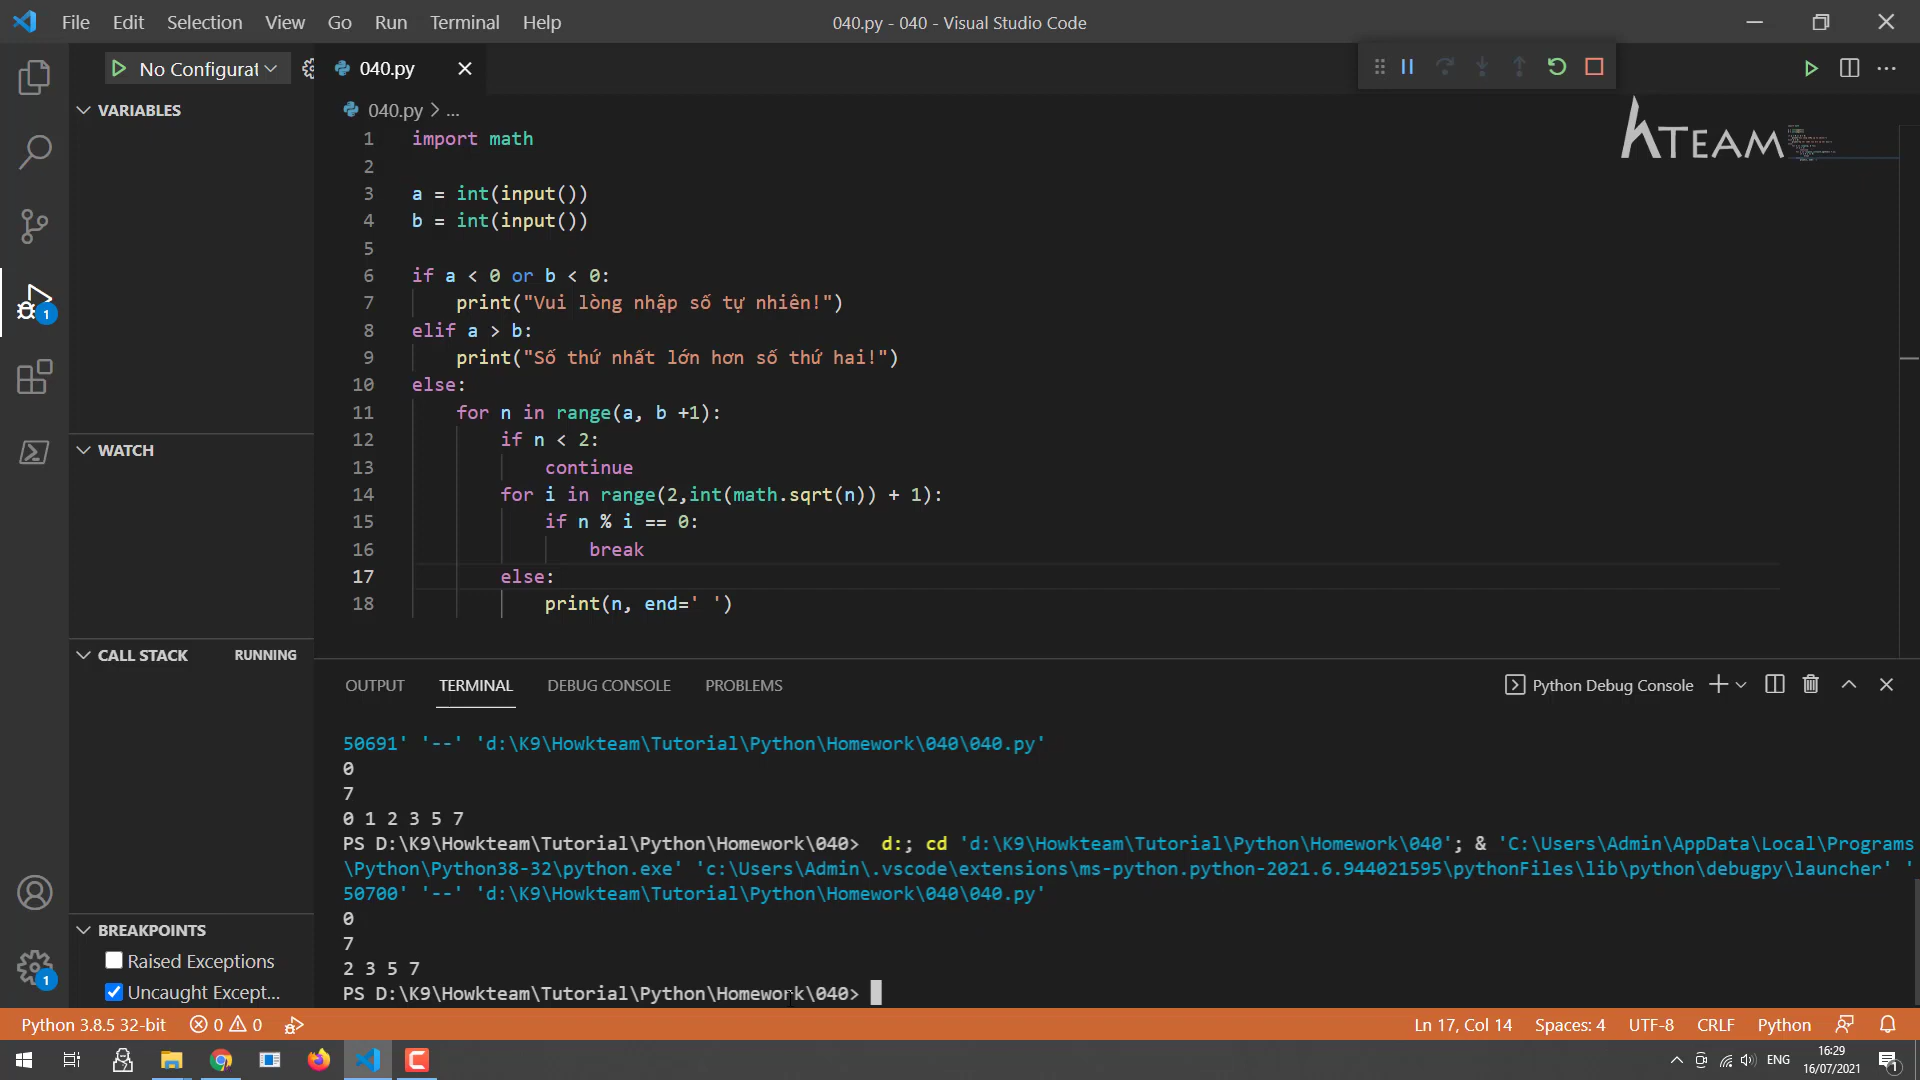 File Edit Selection View Go Run Terminal Help
040.py - 040 - Visual Studio Code
No Configurat
040.py
VARIABLES
040.py > ...
HTEAM
1 import math
2
3 a = int(input())
4 b = int(input())
5
6 if a < 0 or b < 0:
7 print("Vui lòng nhập số tự nhiên!")
8 elif a > b:
9 print("Số thứ nhất lớn hơn số thứ hai!")
10 else:
11 for n in range(a, b +1):
12 if n < 2:
13 continue
14 for i in range(2,int(math.sqrt(n)) + 1):
15 if n % i == 0:
16 break
17 else:
18 print(n, end=' ')
WATCH
CALL STACK RUNNING
BREAKPOINTS
Raised Exceptions
Uncaught Except...
1
1
OUTPUT TERMINAL DEBUG CONSOLE PROBLEMS
Python Debug Console
50691' '--' 'd:\K9\Howkteam\Tutorial\Python\Homework\040\040.py'
0
7
0 1 2 3 5 7
PS D:\K9\Howkteam\Tutorial\Python\Homework\040> d:; cd 'd:\K9\Howkteam\Tutorial\Python\Homework\040'; & 'C:\Users\Admin\AppData\Local\Programs
\Python\Python38-32\python.exe' 'c:\Users\Admin\.vscode\extensions\ms-python.python-2021.6.944021595\pythonFiles\lib\python\debugpy\launcher' '
50700' '--' 'd:\K9\Howkteam\Tutorial\Python\Homework\040\040.py'
0
7
2 3 5 7
PS D:\K9\Howkteam\Tutorial\Python\Homework\040>
Python 3.8.5 32-bit 0 0
Ln 17, Col 14 Spaces: 4 UTF-8 CRLF Python
ENG
16:29
16/07/2021
1